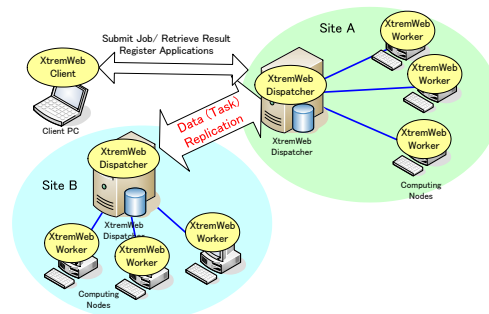 Submit Job/ Retrieve Result
Register Applications
Site A
XtremWeb
Client
Client PC
XtremWeb
Worker
XtremWeb
Worker
XtremWeb
Worker
XtremWeb
Dispatcher
XtremWeb
Dispatcher
Computing
Nodes
Data (Task)
Replication
Site B
XtremWeb
Dispatcher
XtremWeb
XtremWeb
Worker
XtremWeb
Worker
XtremWeb
Worker
Computing
Nodes